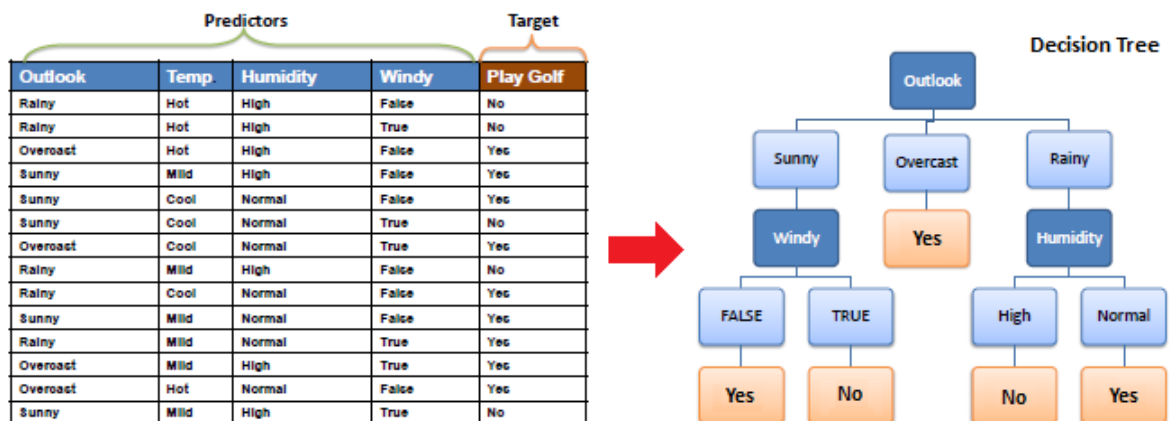 Predictors Target
Outlook Temp. Humidity Windy Play Golf
Rainy Hot High False No
Rainy Hot High True No
Overcast Hot High False Yes
Sunny Mild High False Yes
Sunny Cool Normal False Yes
Sunny Cool Normal True No
Overcast Cool Normal True Yes
Rainy Mild High False No
Rainy Cool Normal False Yes
Sunny Mild Normal False Yes
Rainy Mild Normal True Yes
Overcast Mild High True Yes
Overcast Hot Normal False Yes
Sunny Mild High True No
Decision Tree
Outlook
Sunny Overcast Rainy
Windy Yes Humidity
FALSE TRUE High Normal
Yes No No Yes